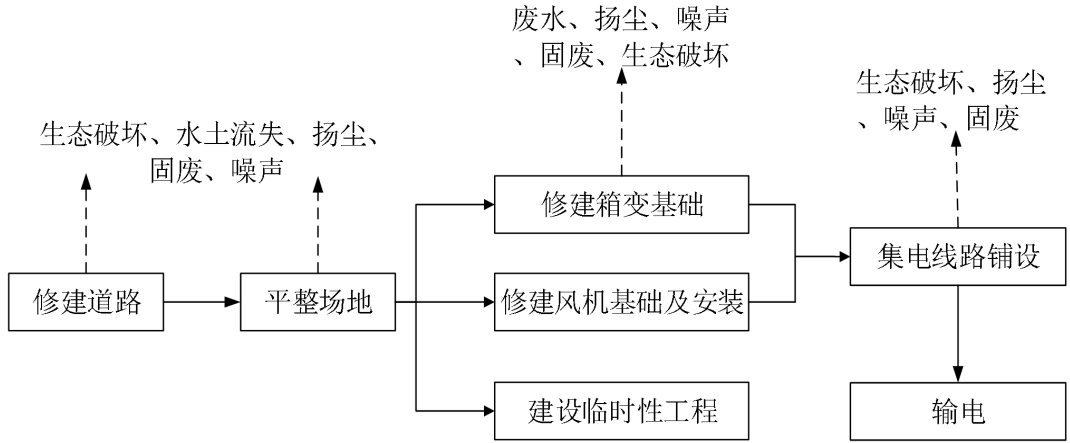 废水、扬尘、噪声
、固废、生态破坏
生态破坏、扬尘
、噪声、固废
生态破坏、水土流失、扬尘、
固废、噪声
修建箱变基础
集电线路铺设
修建道路
平整场地
修建风机基础及安装
建设临时性工程
输电